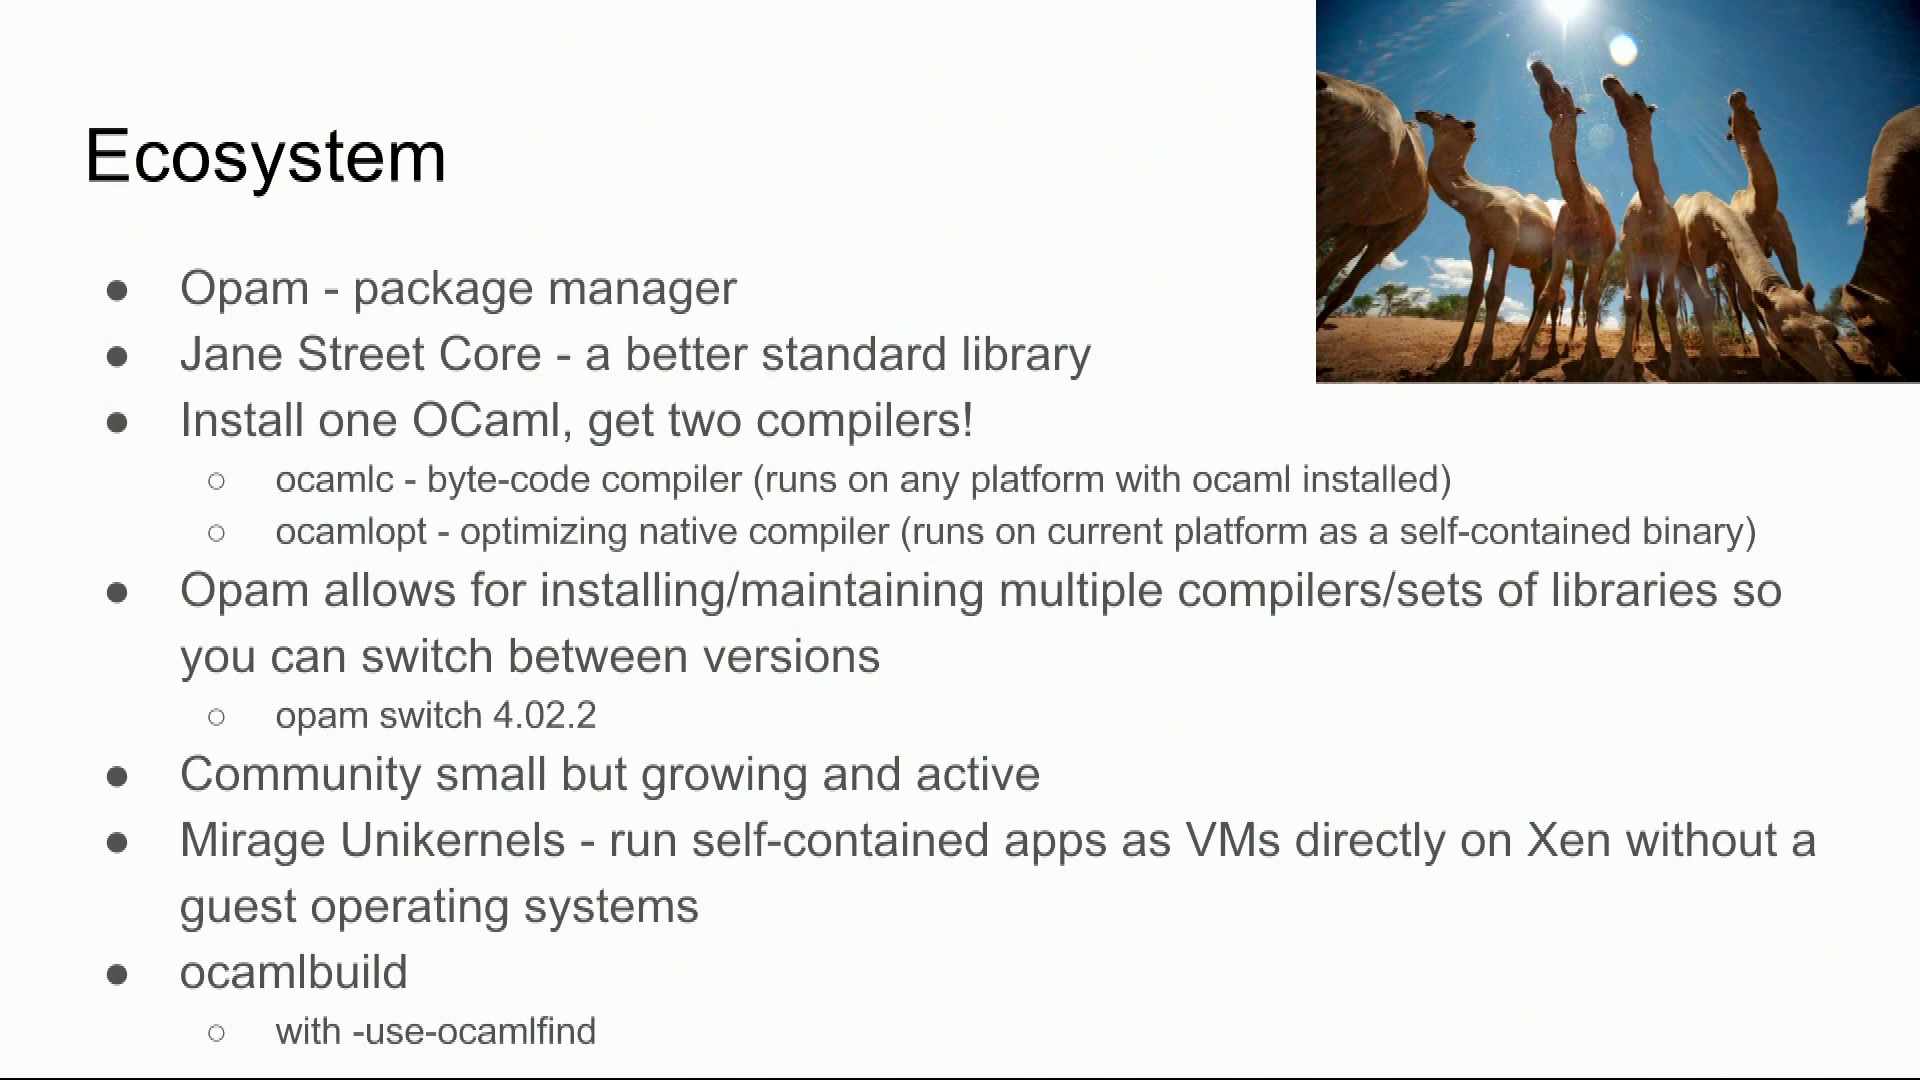 Ecosystem
● Opam - package manager
● Jane Street Core - a better standard library
● Install one OCaml, get two compilers!
○ ocamlc - byte-code compiler (runs on any platform with ocaml installed)
○ ocamlopt - optimizing native compiler (runs on current platform as a self-contained binary)
● Opam allows for installing/maintaining multiple compilers/sets of libraries so
you can switch between versions
○ opam switch 4.02.2
● Community small but growing and active
● Mirage Unikernels - run self-contained apps as VMs directly on Xen without a
guest operating systems
● ocamlbuild
○ with -use-ocamlfind